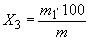 X₃ = m₁·100 / m